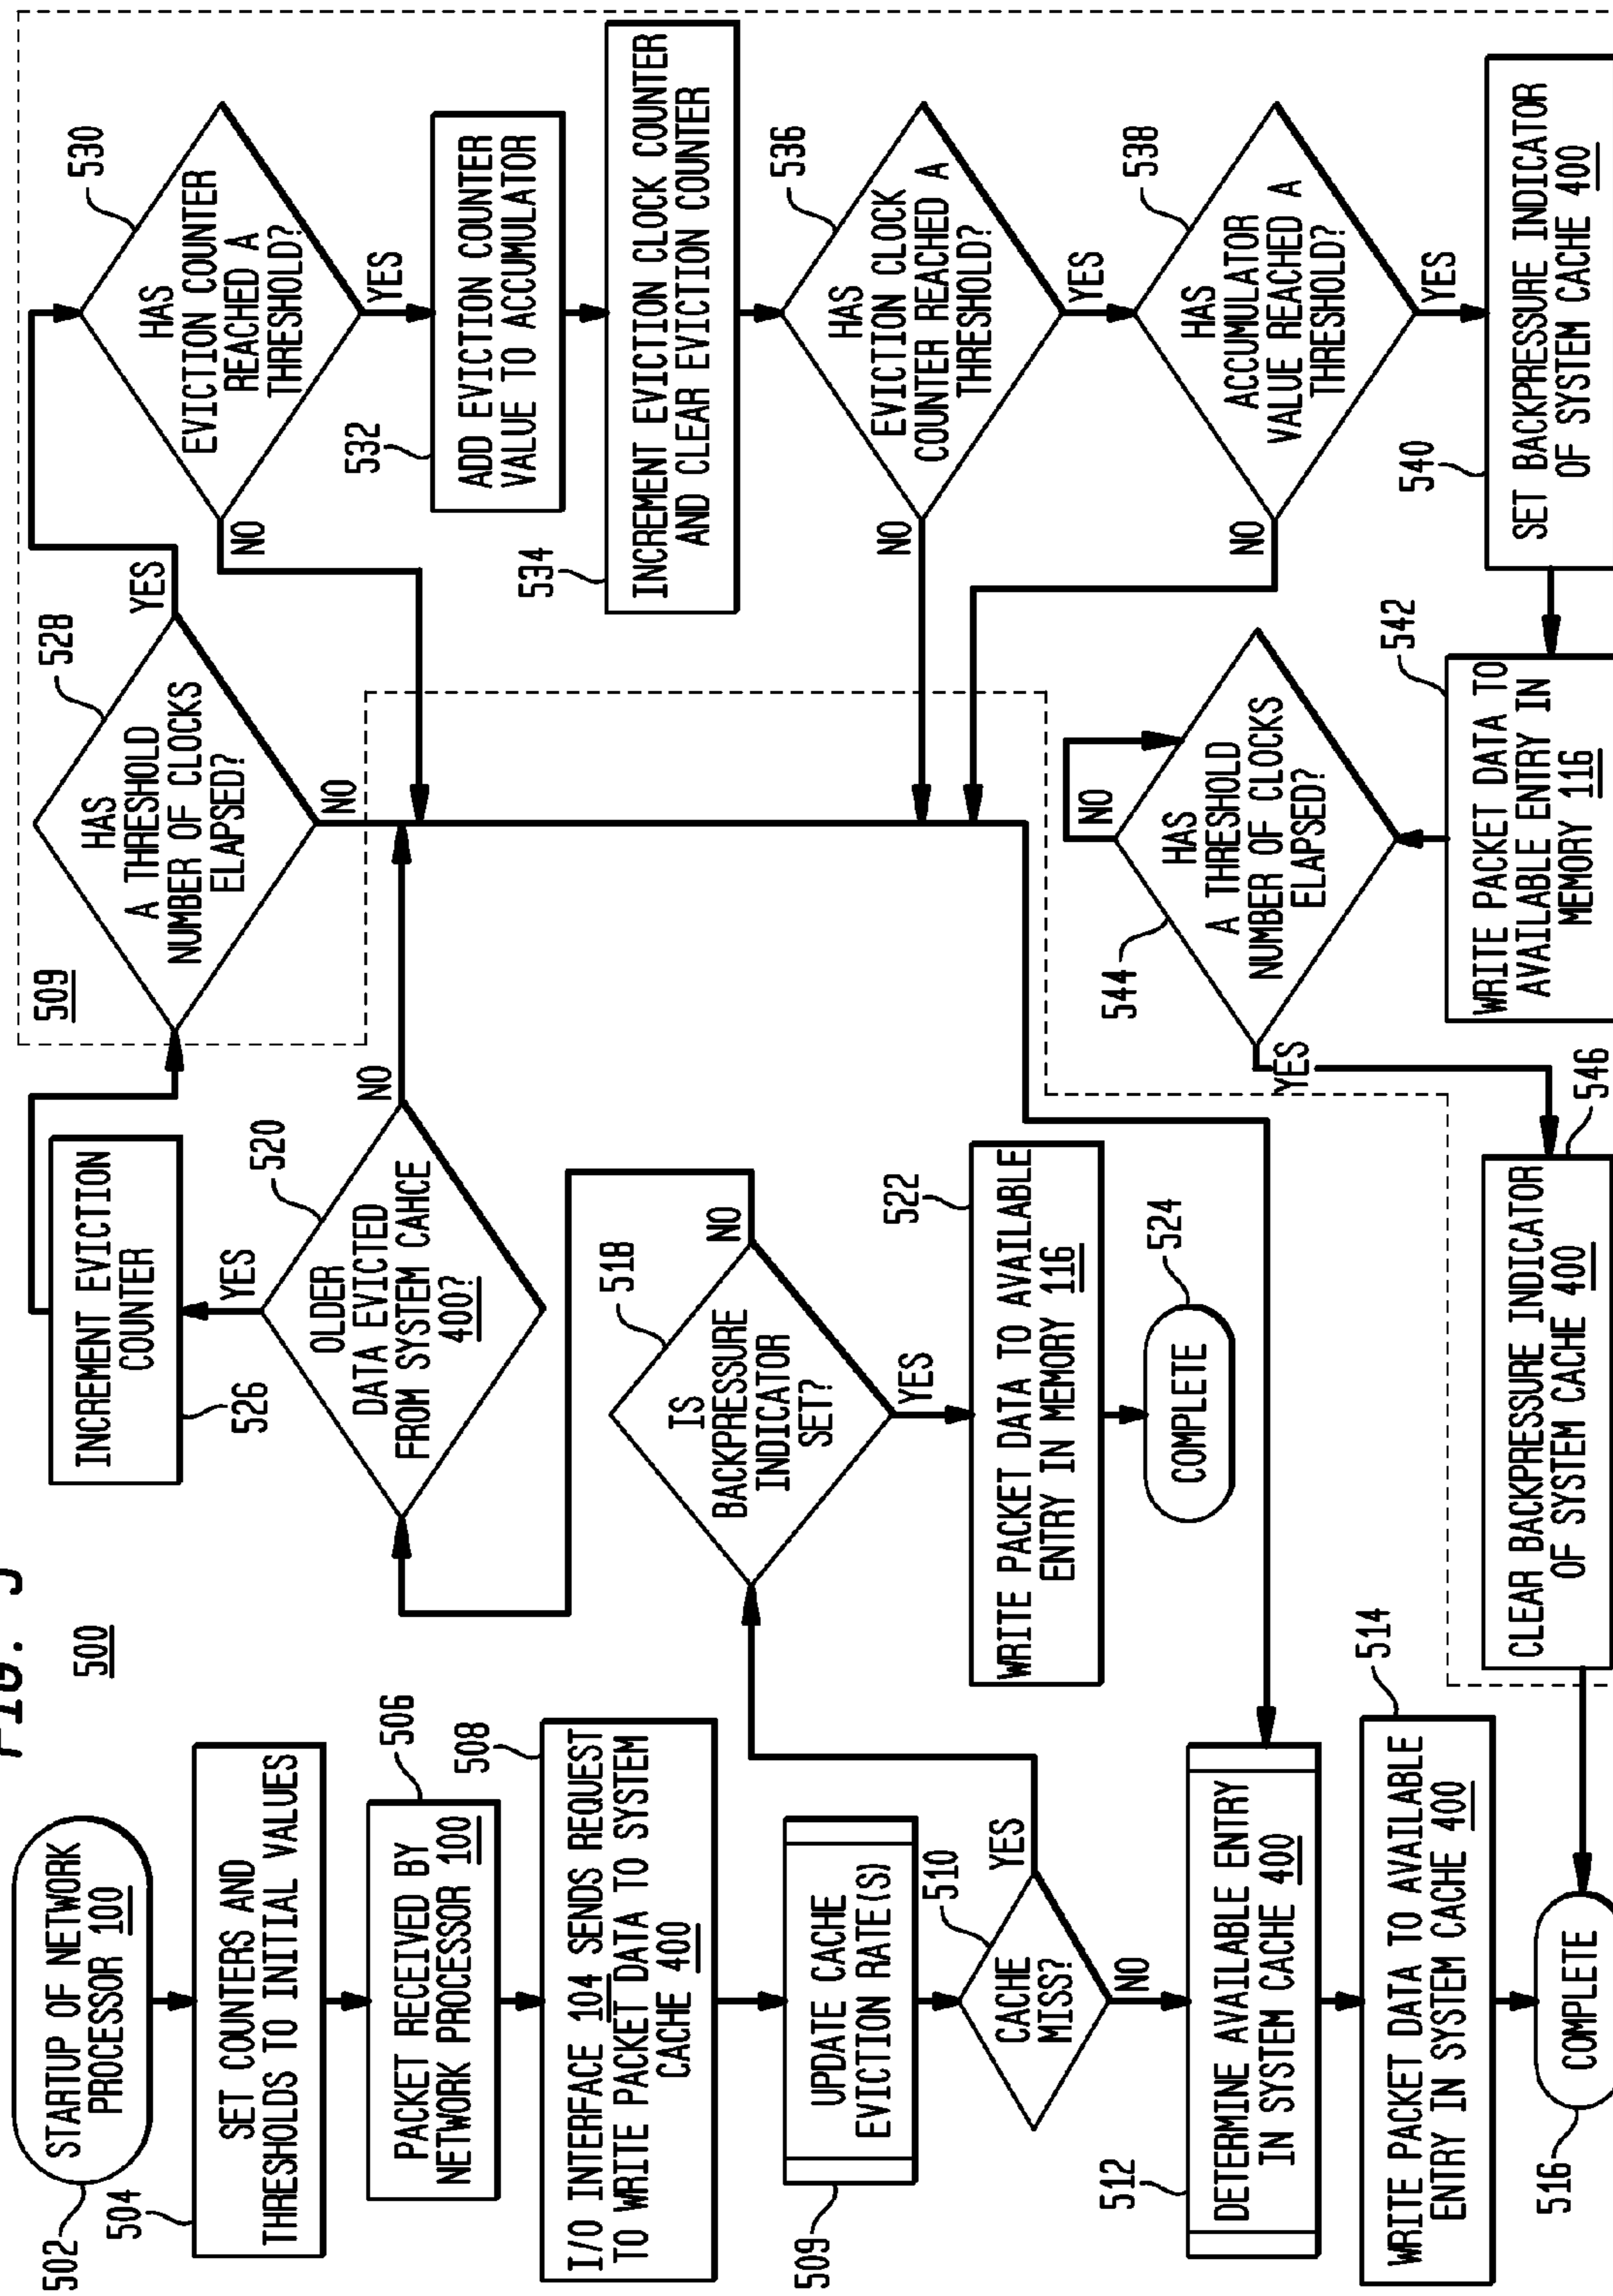 FIG. 5
500
502
STARTUP OF NETWORK
PROCESSOR 100
504
SET COUNTERS AND
THRESHOLDS TO INITIAL VALUES
506
PACKET RECEIVED BY
NETWORK PROCESSOR 100
508
I/O INTERFACE 104 SENDS REQUEST
TO WRITE PACKET DATA TO SYSTEM
CACHE 400
509
UPDATE CACHE
EVICTION RATE(S)
510
CACHE
MISS?
YES
NO
512
DETERMINE AVAILABLE ENTRY
IN SYSTEM CACHE 400
514
WRITE PACKET DATA TO AVAILABLE
ENTRY IN SYSTEM CACHE 400
516
COMPLETE
518
IS
BACKPRESSURE
INDICATOR
SET?
NO
YES
522
WRITE PACKET DATA TO AVAILABLE
ENTRY IN MEMORY 116
524
COMPLETE
520
OLDER
DATA EVICTED
FROM SYSTEM CAHCE
400?
NO
YES
526
INCREMENT EVICTION
COUNTER
509
528
HAS
A THRESHOLD
NUMBER OF CLOCKS
ELAPSED?
YES
NO
530
HAS
EVICTION COUNTER
REACHED A
THRESHOLD?
NO
YES
532
ADD EVICTION COUNTER
VALUE TO ACCUMULATOR
534
INCREMENT EVICTION CLOCK COUNTER
AND CLEAR EVICTION COUNTER
536
HAS
EVICTION CLOCK
COUNTER REACHED A
THRESHOLD?
NO
YES
538
HAS
ACCUMULATOR
VALUE REACHED A
THRESHOLD?
NO
YES
540
SET BACKPRESSURE INDICATOR
OF SYSTEM CACHE 400
542
WRITE PACKET DATA TO
AVAILABLE ENTRY IN
MEMORY 116
544
HAS
A THRESHOLD
NUMBER OF CLOCKS
ELAPSED?
NO
YES
546
CLEAR BACKPRESSURE INDICATOR
OF SYSTEM CACHE 400